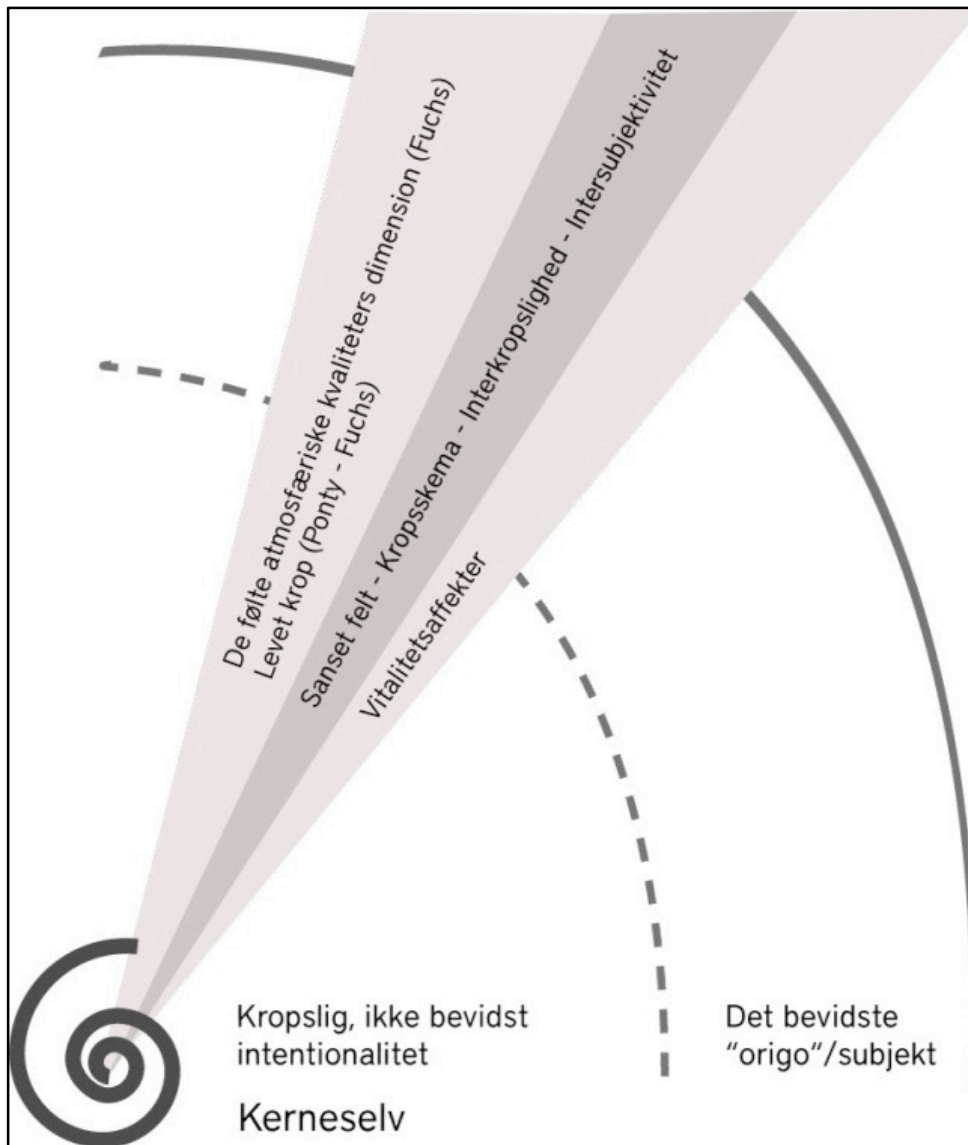 De følte atmosfæriske kvaliteters dimension (Fuchs)
Levet krop (Ponty - Fuchs)
Sanset felt - Kropsskema - Interkropslighed - Intersubjektivitet
Vitalitetsaffekter
Kropslig, ikke bevidst
intentionalitet
Det bevidste
"origo"/subjekt
Kerneselv